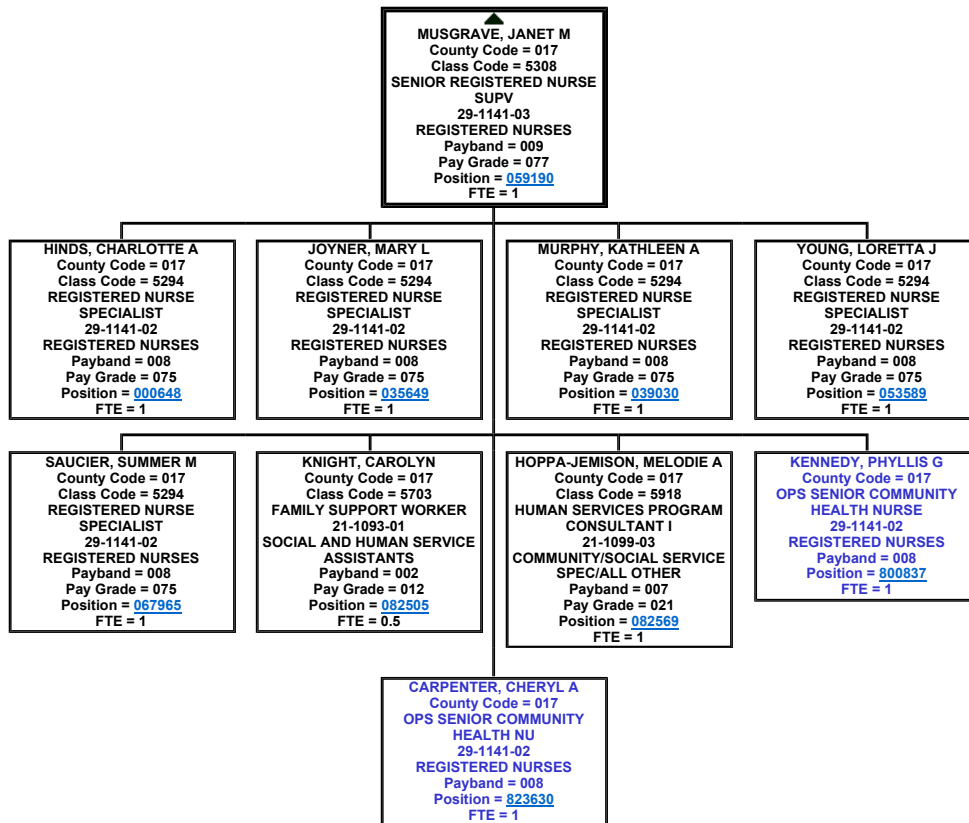 MUSGRAVE, JANET M
County Code = 017
Class Code = 5308
SENIOR REGISTERED NURSE
SUPV
29-1141-03
REGISTERED NURSES
Payband = 009
Pay Grade = 077
Position = 059190
FTE = 1
HINDS, CHARLOTTE A
County Code = 017
Class Code = 5294
REGISTERED NURSE
SPECIALIST
29-1141-02
REGISTERED NURSES
Payband = 008
Pay Grade = 075
Position = 000648
FTE = 1
JOYNER, MARY L
County Code = 017
Class Code = 5294
REGISTERED NURSE
SPECIALIST
29-1141-02
REGISTERED NURSES
Payband = 008
Pay Grade = 075
Position = 035649
FTE = 1
MURPHY, KATHLEEN A
County Code = 017
Class Code = 5294
REGISTERED NURSE
SPECIALIST
29-1141-02
REGISTERED NURSES
Payband = 008
Pay Grade = 075
Position = 039030
FTE = 1
YOUNG, LORETTA J
County Code = 017
Class Code = 5294
REGISTERED NURSE
SPECIALIST
29-1141-02
REGISTERED NURSES
Payband = 008
Pay Grade = 075
Position = 053589
FTE = 1
SAUCIER, SUMMER M
County Code = 017
Class Code = 5294
REGISTERED NURSE
SPECIALIST
29-1141-02
REGISTERED NURSES
Payband = 008
Pay Grade = 075
Position = 067965
FTE = 1
KNIGHT, CAROLYN
County Code = 017
Class Code = 5703
FAMILY SUPPORT WORKER
21-1093-01
SOCIAL AND HUMAN SERVICE
ASSISTANTS
Payband = 002
Pay Grade = 012
Position = 082505
FTE = 0.5
HOPPA-JEMISON, MELODIE A
County Code = 017
Class Code = 5918
HUMAN SERVICES PROGRAM
CONSULTANT I
21-1099-03
COMMUNITY/SOCIAL SERVICE
SPEC/ALL OTHER
Payband = 007
Pay Grade = 021
Position = 082569
FTE = 1
KENNEDY, PHYLLIS G
County Code = 017
OPS SENIOR COMMUNITY
HEALTH NURSE
29-1141-02
REGISTERED NURSES
Payband = 008
Position = 800837
FTE = 1
CARPENTER, CHERYL A
County Code = 017
OPS SENIOR COMMUNITY
HEALTH NU
29-1141-02
REGISTERED NURSES
Payband = 008
Position = 823630
FTE = 1